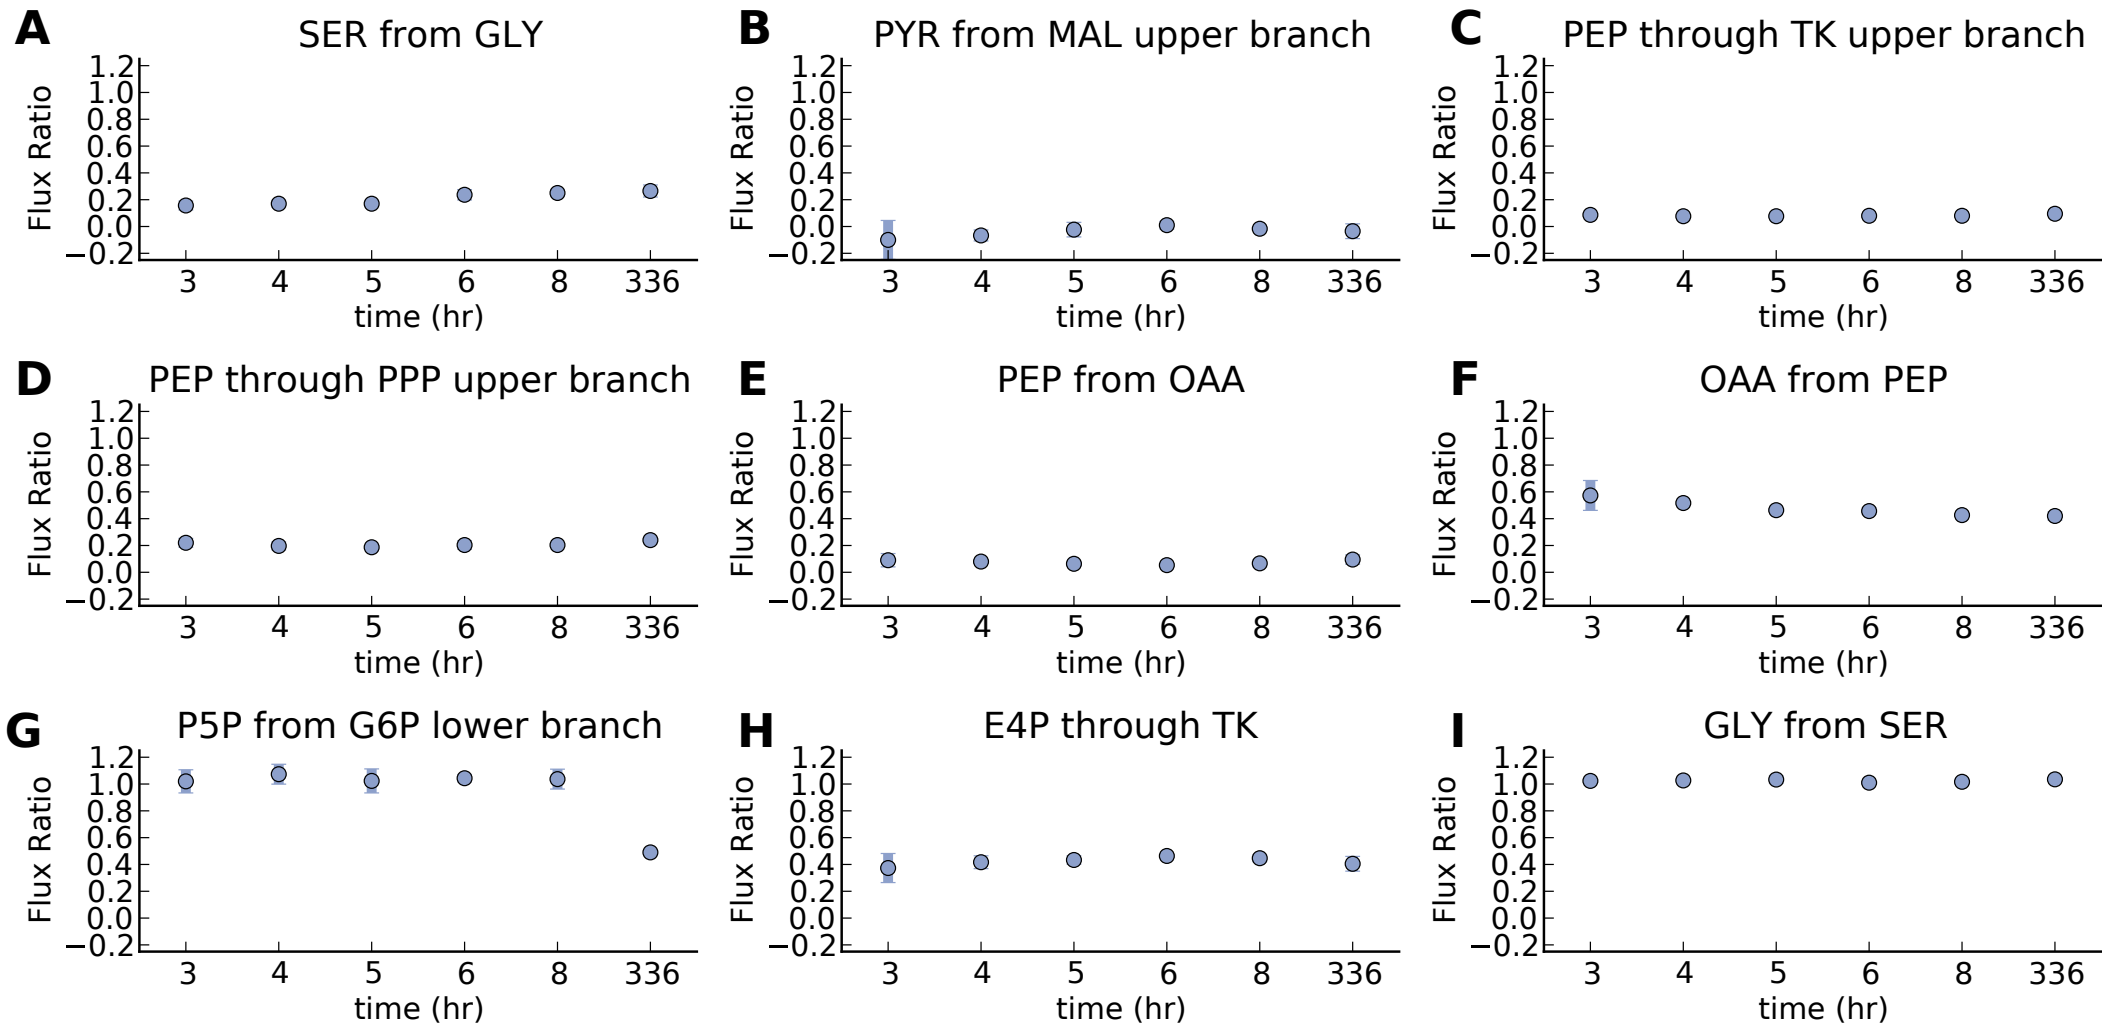 A SER from GLY
Flux Ratio
1.2
1.0
0.8
0.6
0.4
0.2
0.0
−0.2
3 4 5 6 8 336
time (hr)
B PYR from MAL upper branch
Flux Ratio
1.2
1.0
0.8
0.6
0.4
0.2
0.0
−0.2
3 4 5 6 8 336
time (hr)
C PEP through TK upper branch
Flux Ratio
1.2
1.0
0.8
0.6
0.4
0.2
0.0
−0.2
3 4 5 6 8 336
time (hr)
D PEP through PPP upper branch
Flux Ratio
1.2
1.0
0.8
0.6
0.4
0.2
0.0
−0.2
3 4 5 6 8 336
time (hr)
E PEP from OAA
Flux Ratio
1.2
1.0
0.8
0.6
0.4
0.2
0.0
−0.2
3 4 5 6 8 336
time (hr)
F OAA from PEP
Flux Ratio
1.2
1.0
0.8
0.6
0.4
0.2
0.0
−0.2
3 4 5 6 8 336
time (hr)
G P5P from G6P lower branch
Flux Ratio
1.2
1.0
0.8
0.6
0.4
0.2
0.0
−0.2
3 4 5 6 8 336
time (hr)
H E4P through TK
Flux Ratio
1.2
1.0
0.8
0.6
0.4
0.2
0.0
−0.2
3 4 5 6 8 336
time (hr)
I GLY from SER
Flux Ratio
1.2
1.0
0.8
0.6
0.4
0.2
0.0
−0.2
3 4 5 6 8 336
time (hr)